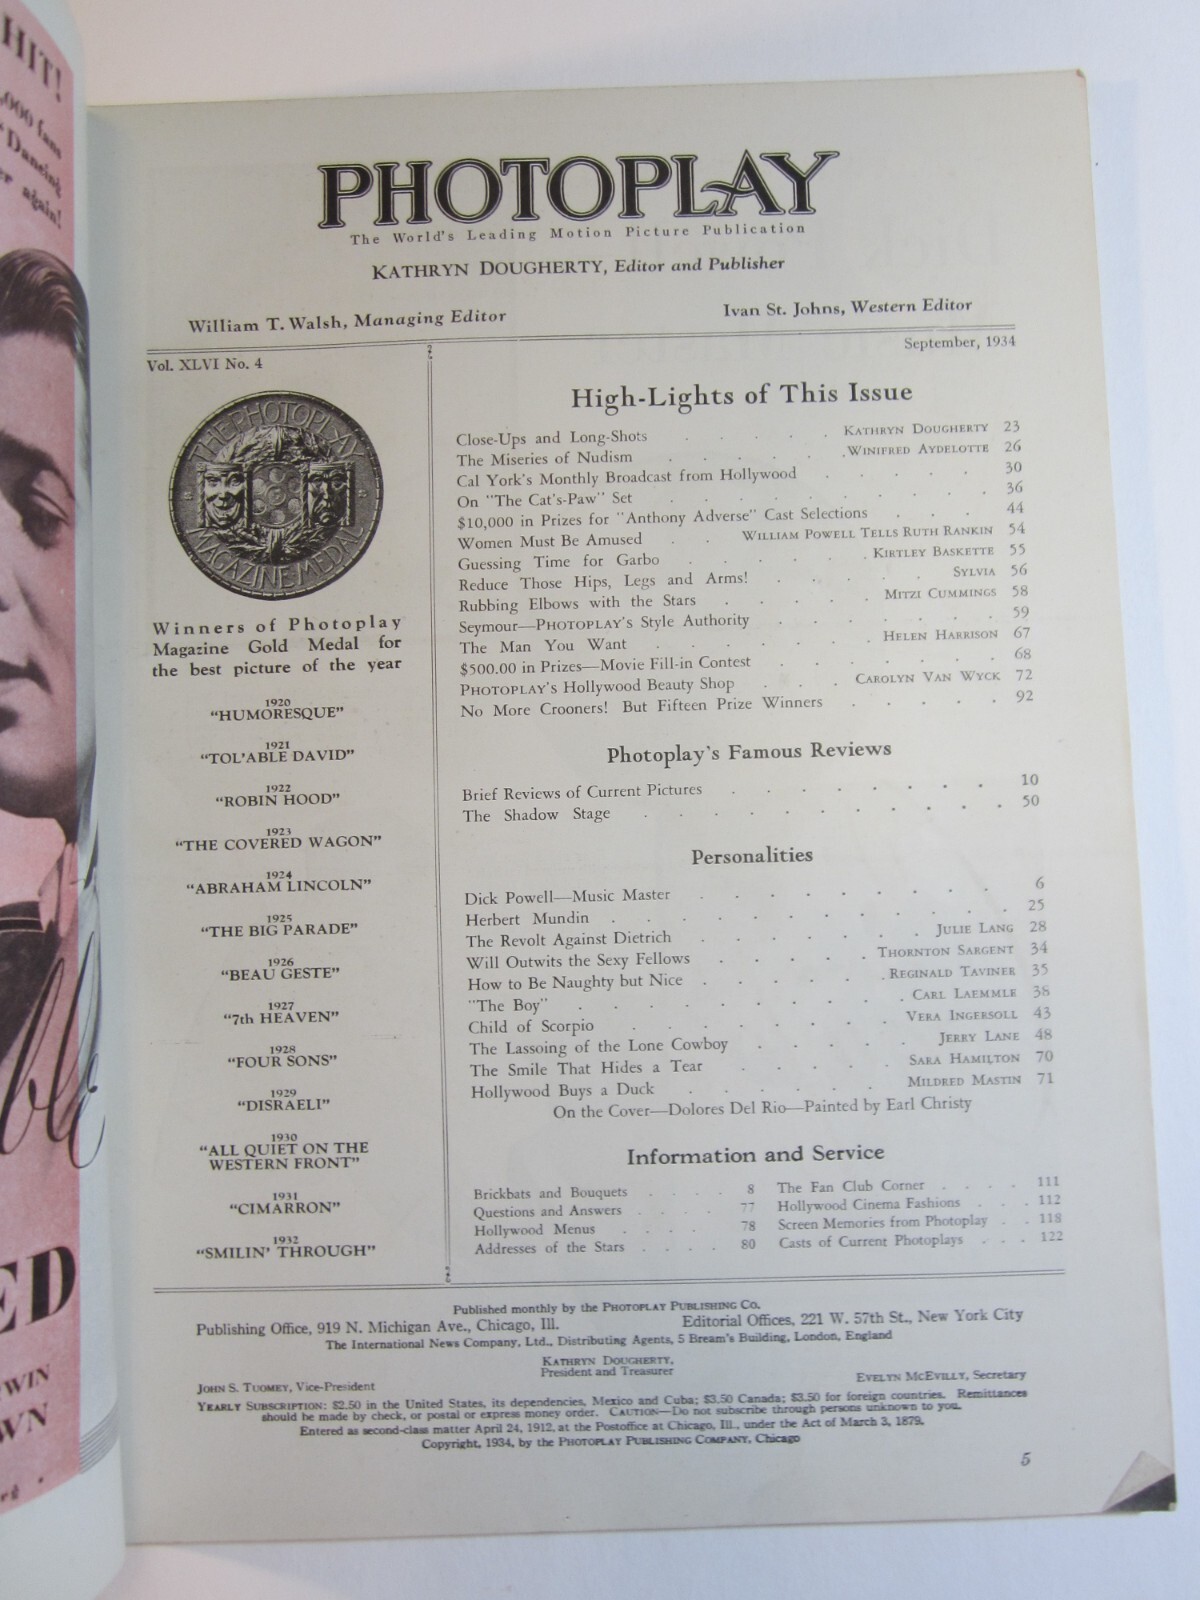 HIT!
,000 fans
"Dancing
er again!
ble
ED
WIN
WN
PHOTOPLAY
The World's Leading Motion Picture Publication
KATHRYN DOUGHERTY, Editor and Publisher
William T. Walsh, Managing Editor
Ivan St. Johns, Western Editor
Vol. XLVI No. 4
September, 1934
THE PHOTOPLAY
MAGAZINE MEDAL
Winners of Photoplay
Magazine Gold Medal for
the best picture of the year
1920
"HUMORESQUE"
1921
"TOL'ABLE DAVID"
1922
"ROBIN HOOD"
1923
"THE COVERED WAGON"
1924
"ABRAHAM LINCOLN"
1925
"THE BIG PARADE"
1926
"BEAU GESTE"
1927
"7th HEAVEN"
1928
"FOUR SONS"
1929
"DISRAELI"
1930
"ALL QUIET ON THE
WESTERN FRONT"
1931
"CIMARRON"
1932
"SMILIN' THROUGH"
High-Lights of This Issue
Close-Ups and Long-Shots . . . . . KATHRYN DOUGHERTY 23
The Miseries of Nudism . . . . . . WINIFRED AYDELOTTE 26
Cal York's Monthly Broadcast from Hollywood . . . . . 30
On "The Cat's-Paw" Set . . . . . . . . . . 36
$10,000 in Prizes for "Anthony Adverse" Cast Selections . . . 44
Women Must Be Amused . . WILLIAM POWELL TELLS RUTH RANKIN 54
Guessing Time for Garbo . . . . . . KIRTLEY BASKETTE 55
Reduce Those Hips, Legs and Arms! . . . . . SYLVIA 56
Rubbing Elbows with the Stars . . . . . MITZI CUMMINGS 58
Seymour—PHOTOPLAY'S Style Authority . . . . . . 59
The Man You Want . . . . . . . HELEN HARRISON 67
$500.00 in Prizes—Movie Fill-in Contest . . . . . . 68
PHOTOPLAY'S Hollywood Beauty Shop . . . CAROLYN VAN WYCK 72
No More Crooners! But Fifteen Prize Winners . . . . . 92
Photoplay's Famous Reviews
Brief Reviews of Current Pictures . . . . . . . 10
The Shadow Stage . . . . . . . . . 50
Personalities
Dick Powell—Music Master . . . . . . . 6
Herbert Mundin . . . . . . . . . . 25
The Revolt Against Dietrich . . . . . . JULIE LANG 28
Will Outwits the Sexy Fellows . . . . . THORNTON SARGENT 34
How to Be Naughty but Nice . . . . . REGINALD TAVINER 35
"The Boy" . . . . . . . . . CARL LAEMMLE 38
Child of Scorpio . . . . . . . VERA INGERSOLL 43
The Lassoing of the Lone Cowboy . . . . . JERRY LANE 48
The Smile That Hides a Tear . . . . . SARA HAMILTON 70
Hollywood Buys a Duck . . . . . . MILDRED MASTIN 71
On the Cover—Dolores Del Rio—Painted by Earl Christy
Information and Service
Brickbats and Bouquets . . . . 8
Questions and Answers . . . . 77
Hollywood Menus . . . . 78
Addresses of the Stars . . . . 80
The Fan Club Corner . . . . 111
Hollywood Cinema Fashions . . . 112
Screen Memories from Photoplay . . 118
Casts of Current Photoplays . . . 122
Published monthly by the PHOTOPLAY PUBLISHING CO.
Publishing Office, 919 N. Michigan Ave., Chicago, Ill. Editorial Offices, 221 W. 57th St., New York City
The International News Company, Ltd., Distributing Agents, 5 Bream's Building, London, England
KATHRYN DOUGHERTY,
President and Treasurer
JOHN S. TUOMEY, Vice-President
EVELYN MCEVILLY, Secretary
YEARLY SUBSCRIPTION: $2.50 in the United States, its dependencies, Mexico and Cuba; $3.50 Canada; $3.50 for foreign countries. Remittances
should be made by check, or postal or express money order. CAUTION—Do not subscribe through persons unknown to you.
Entered as second-class matter April 24, 1912, at the Postoffice at Chicago, Ill., under the Act of March 3, 1879.
Copyright, 1934, by the PHOTOPLAY PUBLISHING COMPANY, Chicago
5